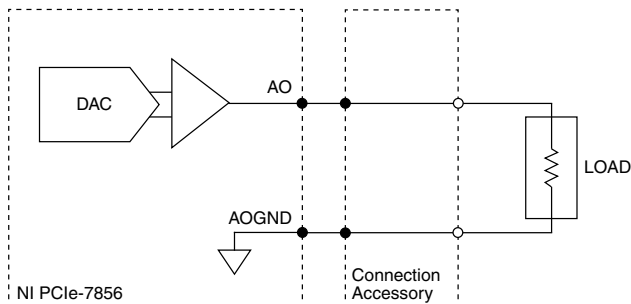 DAC
AO
LOAD
AOGND
NI PCIe-7856
Connection
Accessory